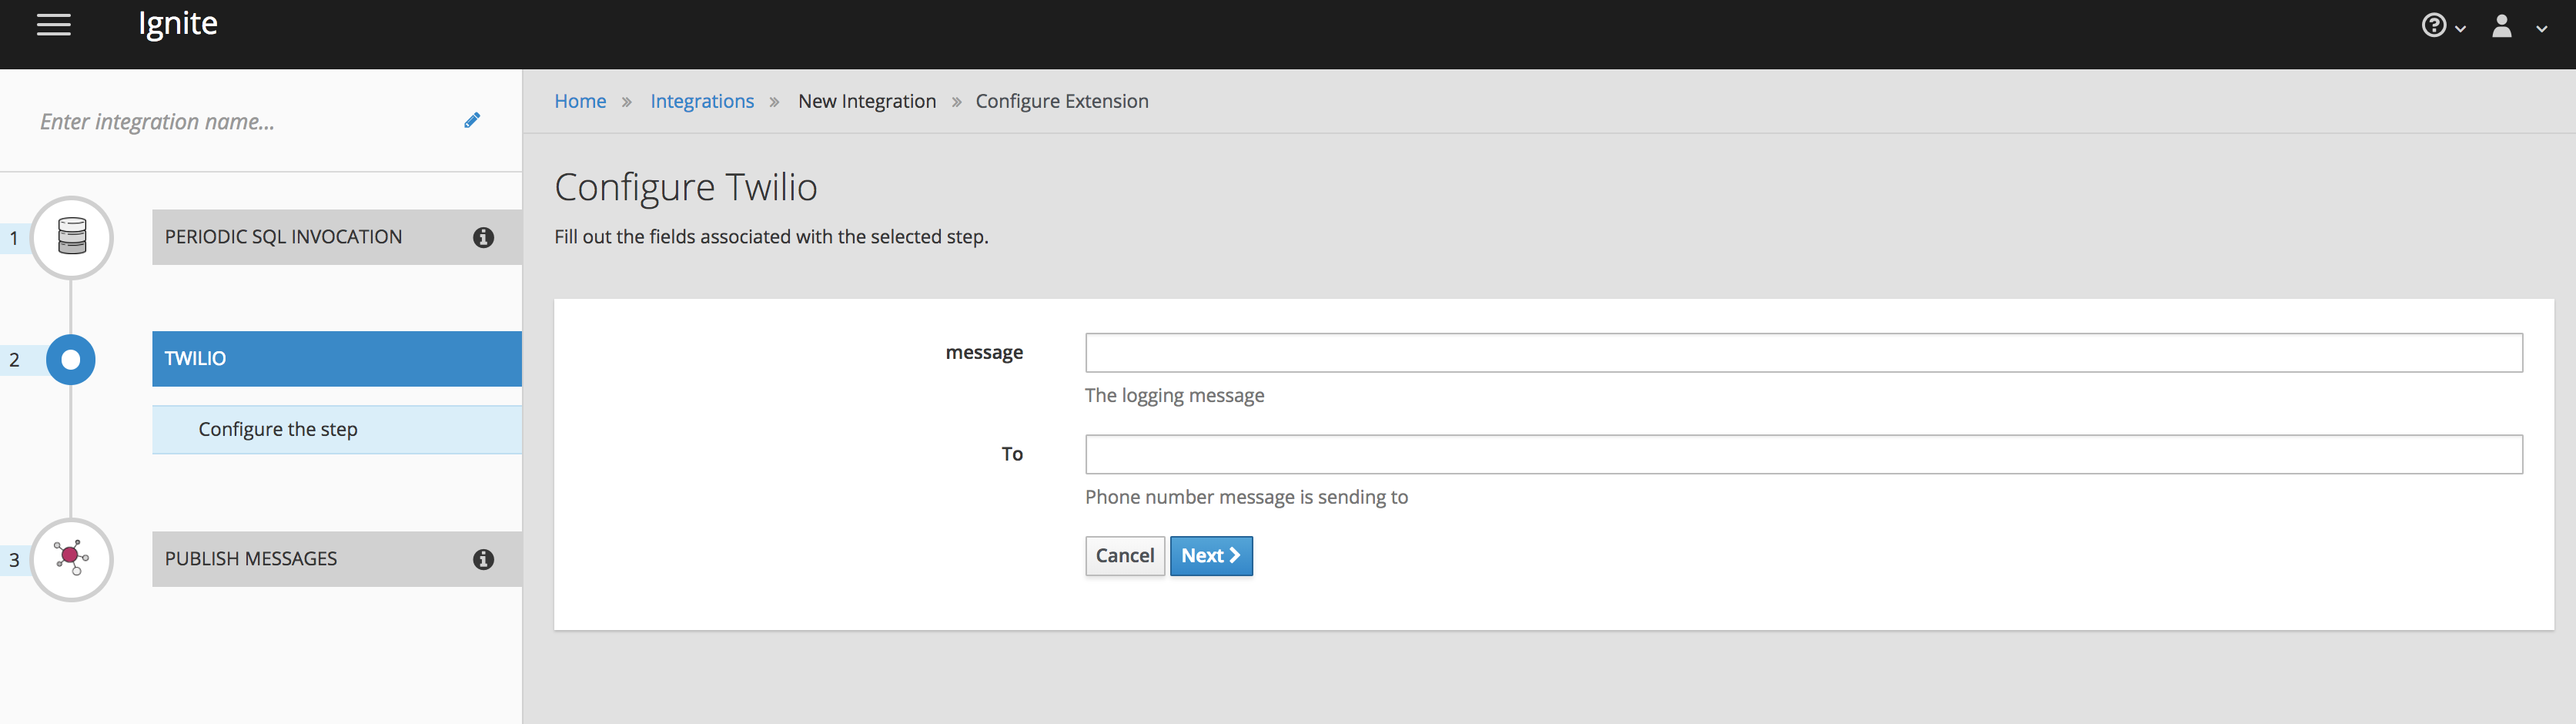 Ignite
Enter integration name...
Home » Integrations » New Integration » Configure Extension
Configure Twilio
Fill out the fields associated with the selected step.
1
PERIODIC SQL INVOCATION
2
TWILIO
Configure the step
3
PUBLISH MESSAGES
message
The logging message
To
Phone number message is sending to
Cancel
Next